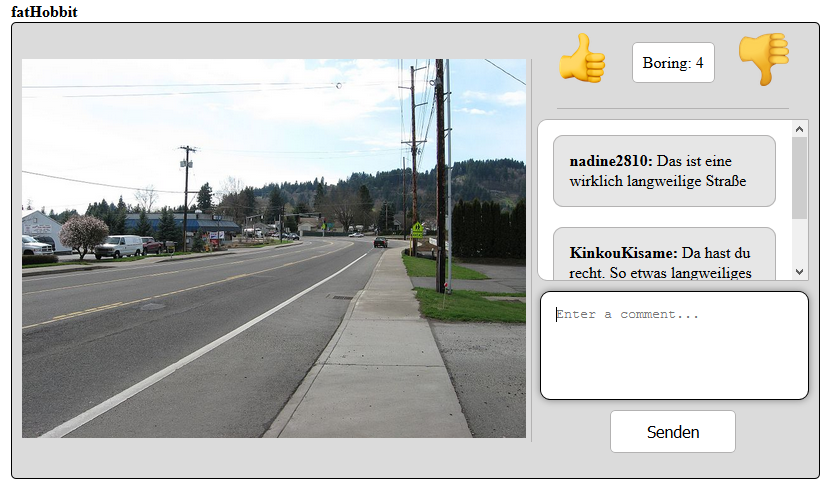 fatHobbit
Boring: 4
nadine2810: Das ist eine
wirklich langweilige Straße
KinkouKisame: Da hast du
recht. So etwas langweiliges
Enter a comment...
Senden